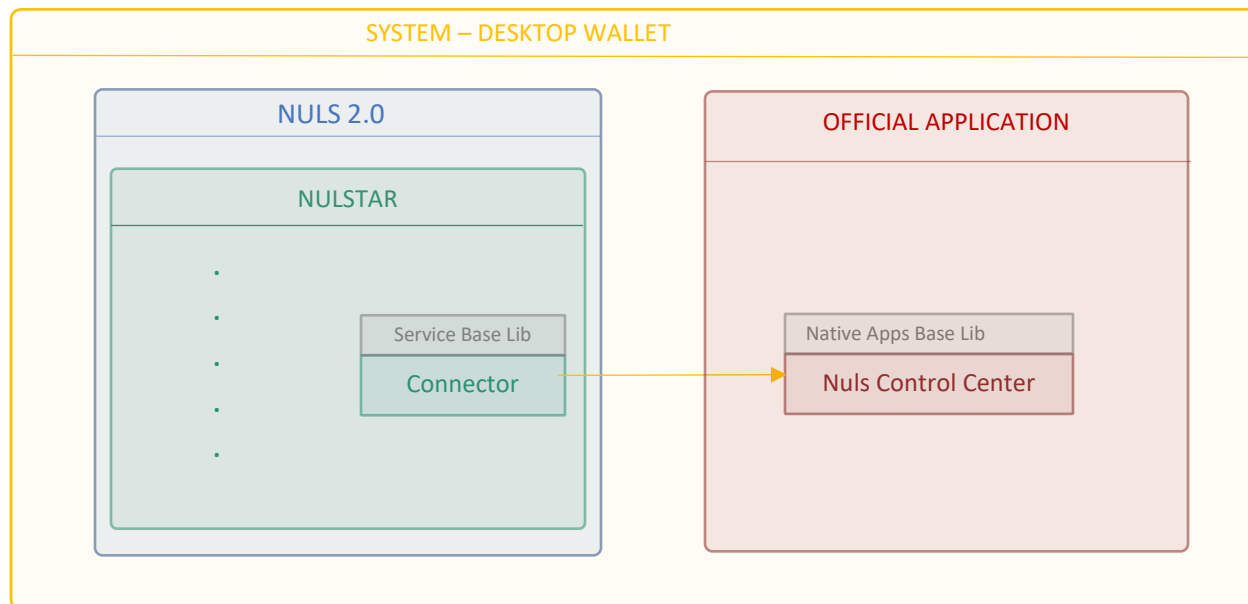 SYSTEM – DESKTOP WALLET
NULS 2.0
OFFICIAL APPLICATION
NULSTAR
Service Base Lib
Connector
Native Apps Base Lib
Nuls Control Center